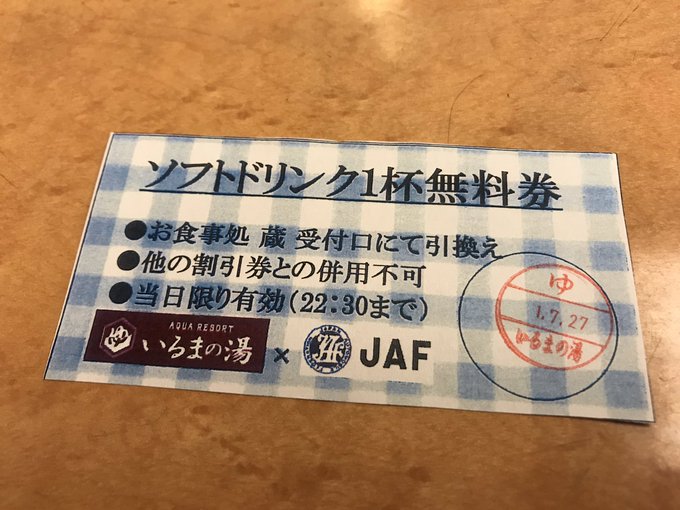 ソフトドリンク1杯無料券
●お食事処 蔵 受付口にて引換え
●他の割引券との併用不可
●当日限り有効(22:30まで)
AQUA RESORT
いるまの湯 × JAF
ゆ
1.7.27
いるまの湯